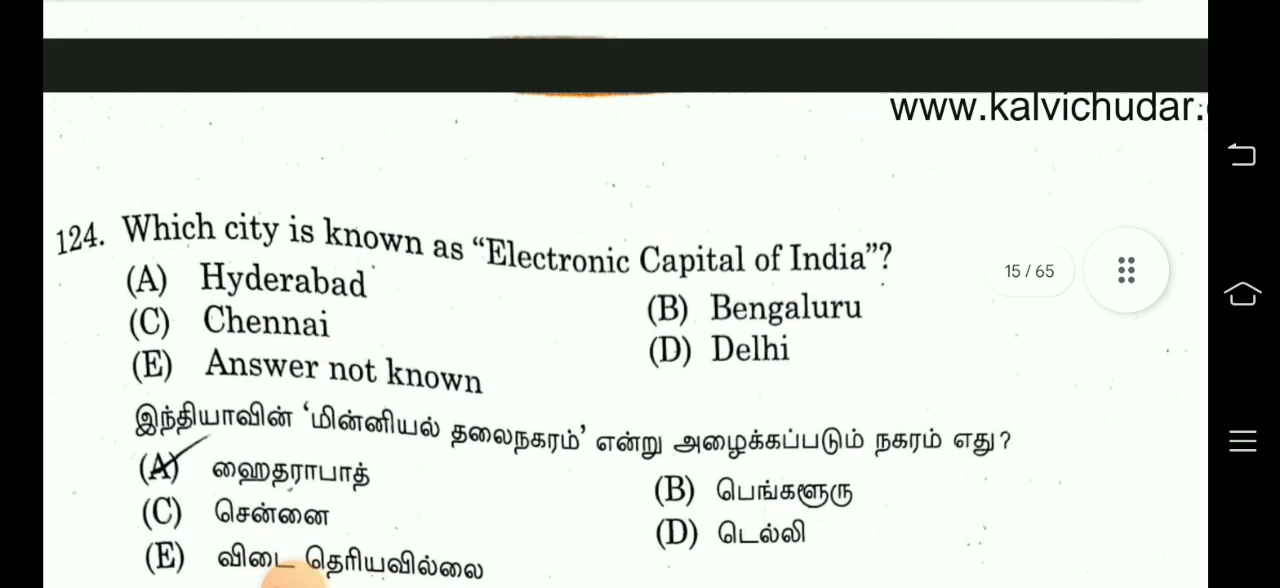 www.kalvichudar.
124. Which city is known as “Electronic Capital of India”?
(A) Hyderabad
(B) Bengaluru
(C) Chennai
(D) Delhi
(E) Answer not known
இந்தியாவின் ‘மின்னியல் தலைநகரம்’ என்று அழைக்கப்படும் நகரம் எது?
(A) ஹைதராபாத்
(B) பெங்களூரு
(C) சென்னை
(D) டெல்லி
(E) விடை தெரியவில்லை
15 / 65